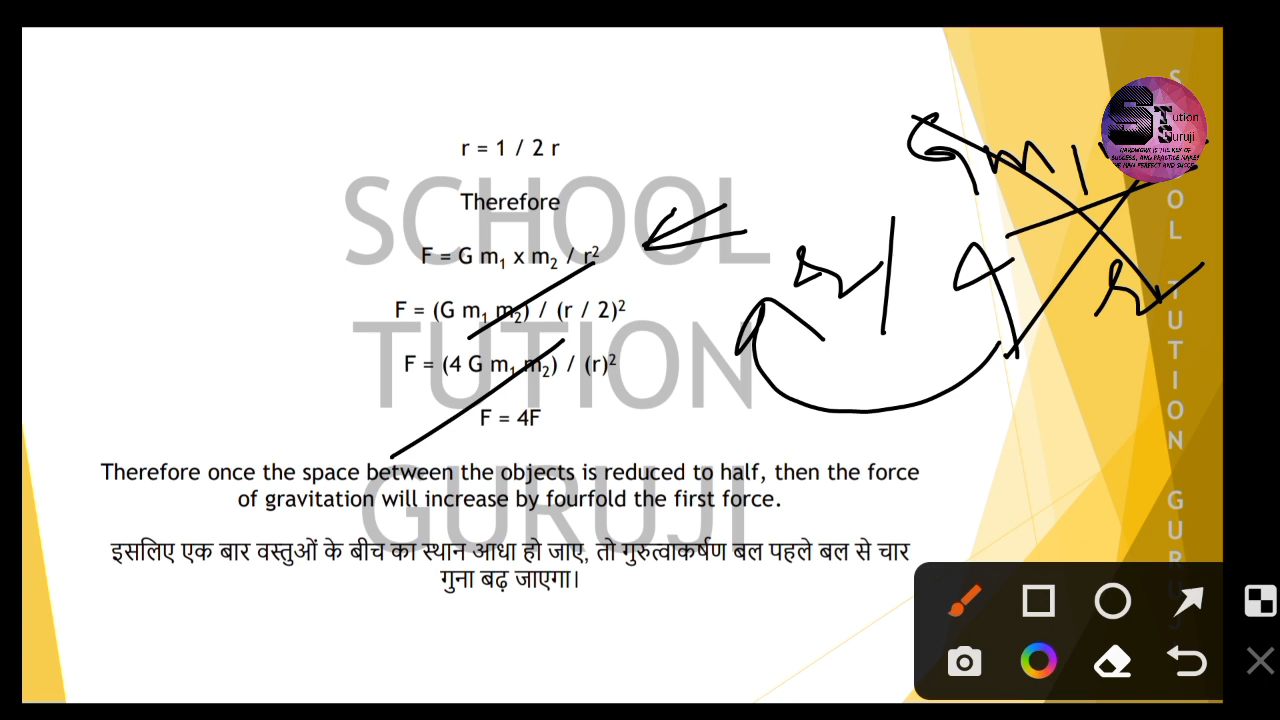 r = 1 / 2 r
Therefore
F = G m₁ x m₂ / r²
F = (G m₁ m₂) / (r / 2)²
F = (4 G m₁ m₂) / (r)²
F = 4F
Therefore once the space between the objects is reduced to half, then the force
of gravitation will increase by fourfold the first force.
इसलिए एक बार वस्तुओं के बीच का स्थान आधा हो जाए, तो गुरुत्वाकर्षण बल पहले बल से चार
गुना बढ़ जाएगा।
SCHOOL
TUTION
GURUJI
STution
Guruji
SCHOOL TUTION GURUJI